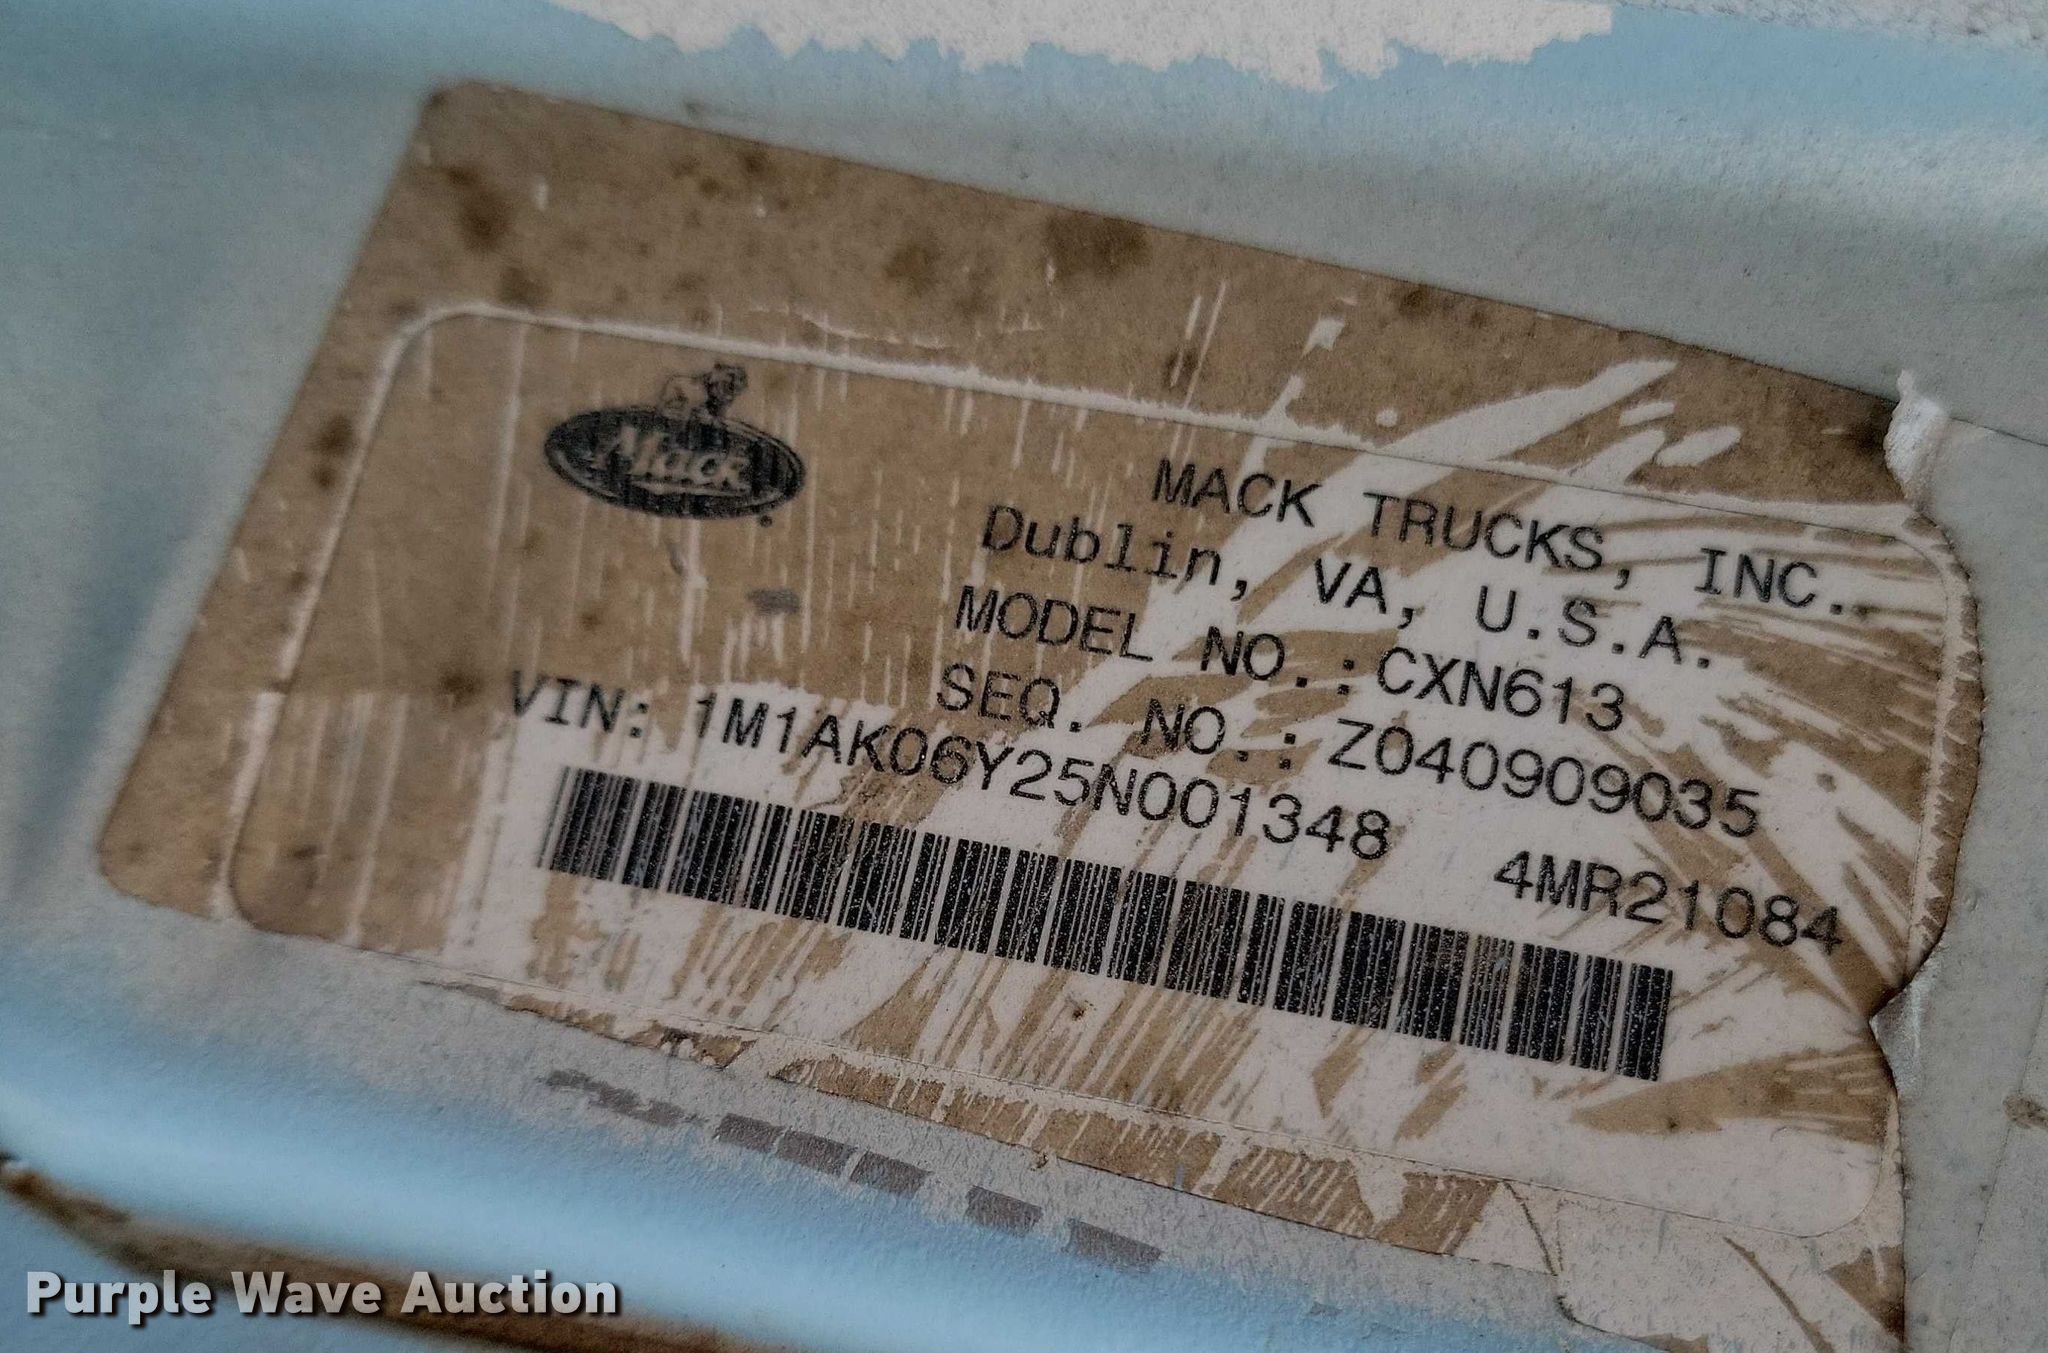 Mack
MACK TRUCKS, INC.
Dublin, VA, U.S.A.
MODEL NO.:CXN613
SEQ. NO.:Z040909035
VIN: 1M1AK06Y25N001348
4MR21084
Purple Wave Auction